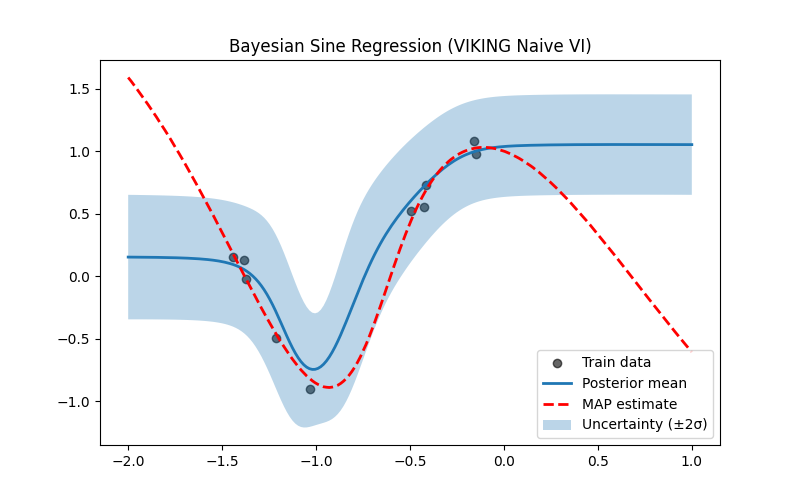 Bayesian Sine Regression (VIKING Naive VI)
1.5
1.0
0.5
0.0
−0.5
−1.0
Train data
Posterior mean
MAP estimate
Uncertainty (±2σ)
−2.0 −1.5 −1.0 −0.5 0.0 0.5 1.0